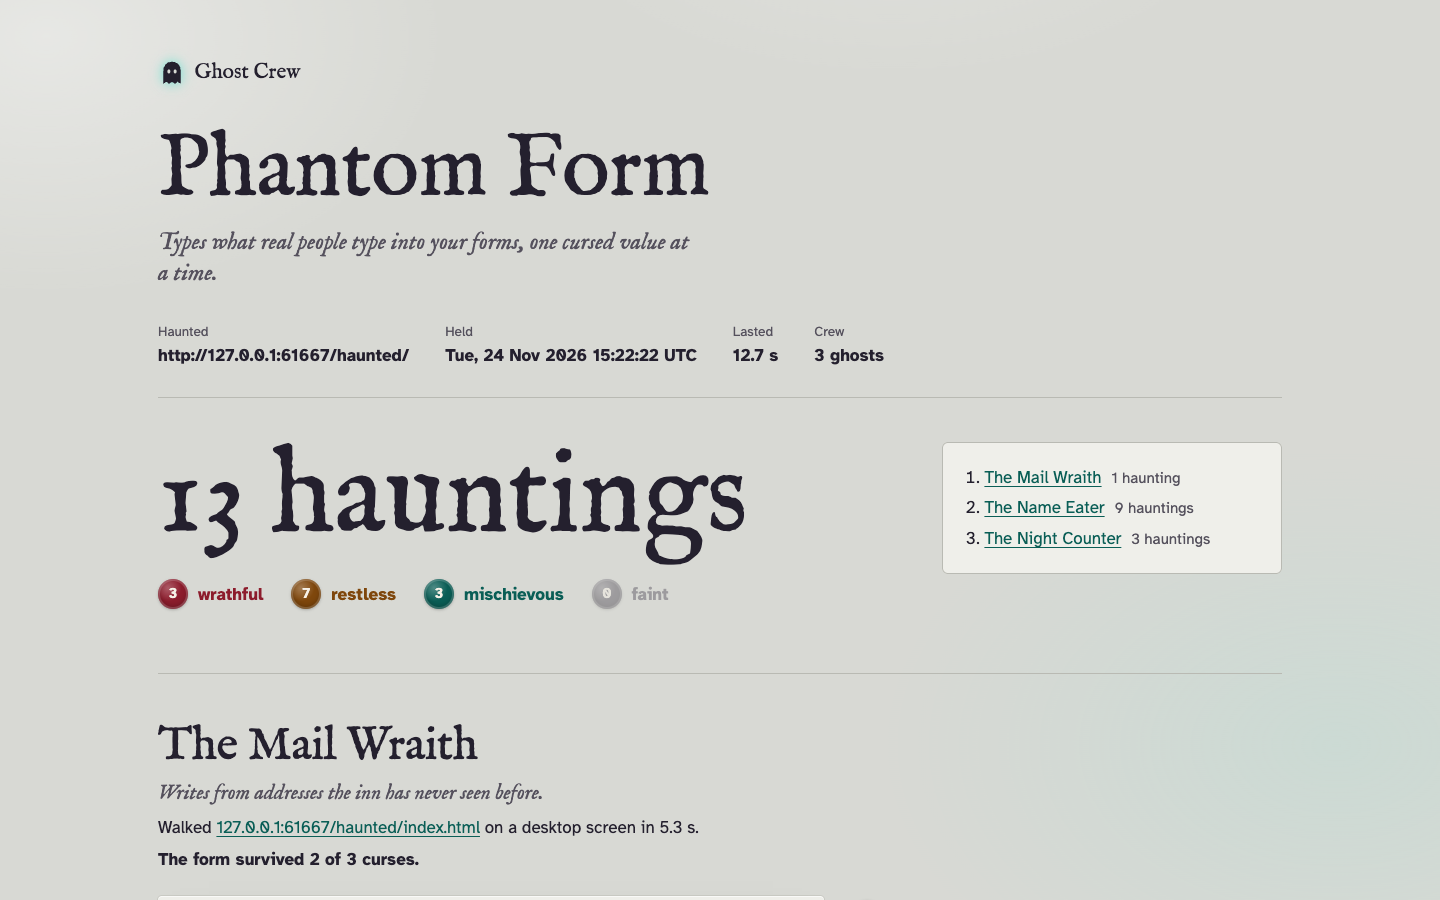 Ghost Crew
Phantom Form
Types what real people type into your forms, one cursed value at
a time.
Haunted
http://127.0.0.1:61667/haunted/
Held
Tue, 24 Nov 2026 15:22:22 UTC
Lasted
12.7 s
Crew
3 ghosts
13 hauntings
3 wrathful
7 restless
3 mischievous
0 faint
1. The Mail Wraith 1 haunting
2. The Name Eater 9 hauntings
3. The Night Counter 3 hauntings
The Mail Wraith
Writes from addresses the inn has never seen before.
Walked 127.0.0.1:61667/haunted/index.html on a desktop screen in 5.3 s.
The form survived 2 of 3 curses.